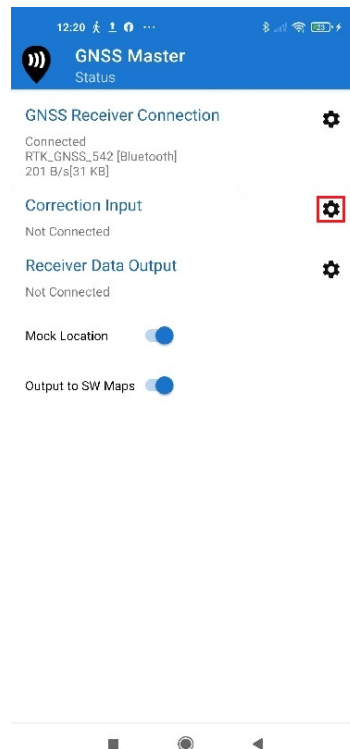 12:20
GNSS Master
Status
GNSS Receiver Connection
Connected
RTK_GNSS_542 [Bluetooth]
201 B/s[31 KB]
Correction Input
Not Connected
Receiver Data Output
Not Connected
Mock Location
Output to SW Maps